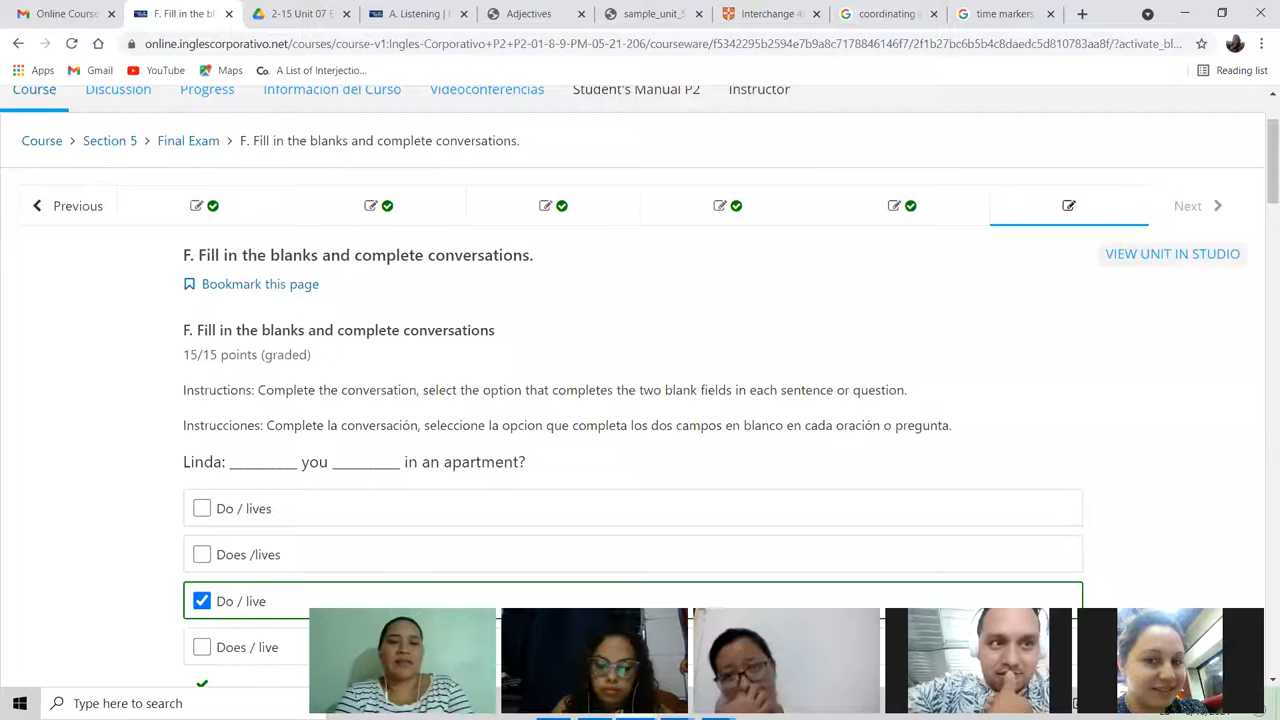 Online Course
F. Fill in the bl
2-15 Unit 07 E
A. Listening | F
Adjectives
sample_unit_5
Interchange 4
coordinating a
time markers
online.inglescorporativo.net/courses/course-v1:Ingles-Corporativo+P2+P2-01-8-9-PM-05-21-206/courseware/f5342295b2594e7b9a8c7178846146f7/2f1b27bc6b5b4c8daedc5d810783aa8f/?activate_bl...
Apps
Gmail
YouTube
Maps
Co.
A List of Interjectio...
Reading list
Course
Discussion
Progress
Información del Curso
Videoconferencias
Student's Manual P2
Instructor
Course > Section 5 > Final Exam > F. Fill in the blanks and complete conversations.
Previous
Next
F. Fill in the blanks and complete conversations.
VIEW UNIT IN STUDIO
Bookmark this page
F. Fill in the blanks and complete conversations
15/15 points (graded)
Instructions: Complete the conversation, select the option that completes the two blank fields in each sentence or question.
Instrucciones: Complete la conversación, seleccione la opcion que completa los dos campos en blanco en cada oración o pregunta.
Linda: __________ you __________ in an apartment?
Do / lives
Does /lives
Do / live
Does / live
Type here to search